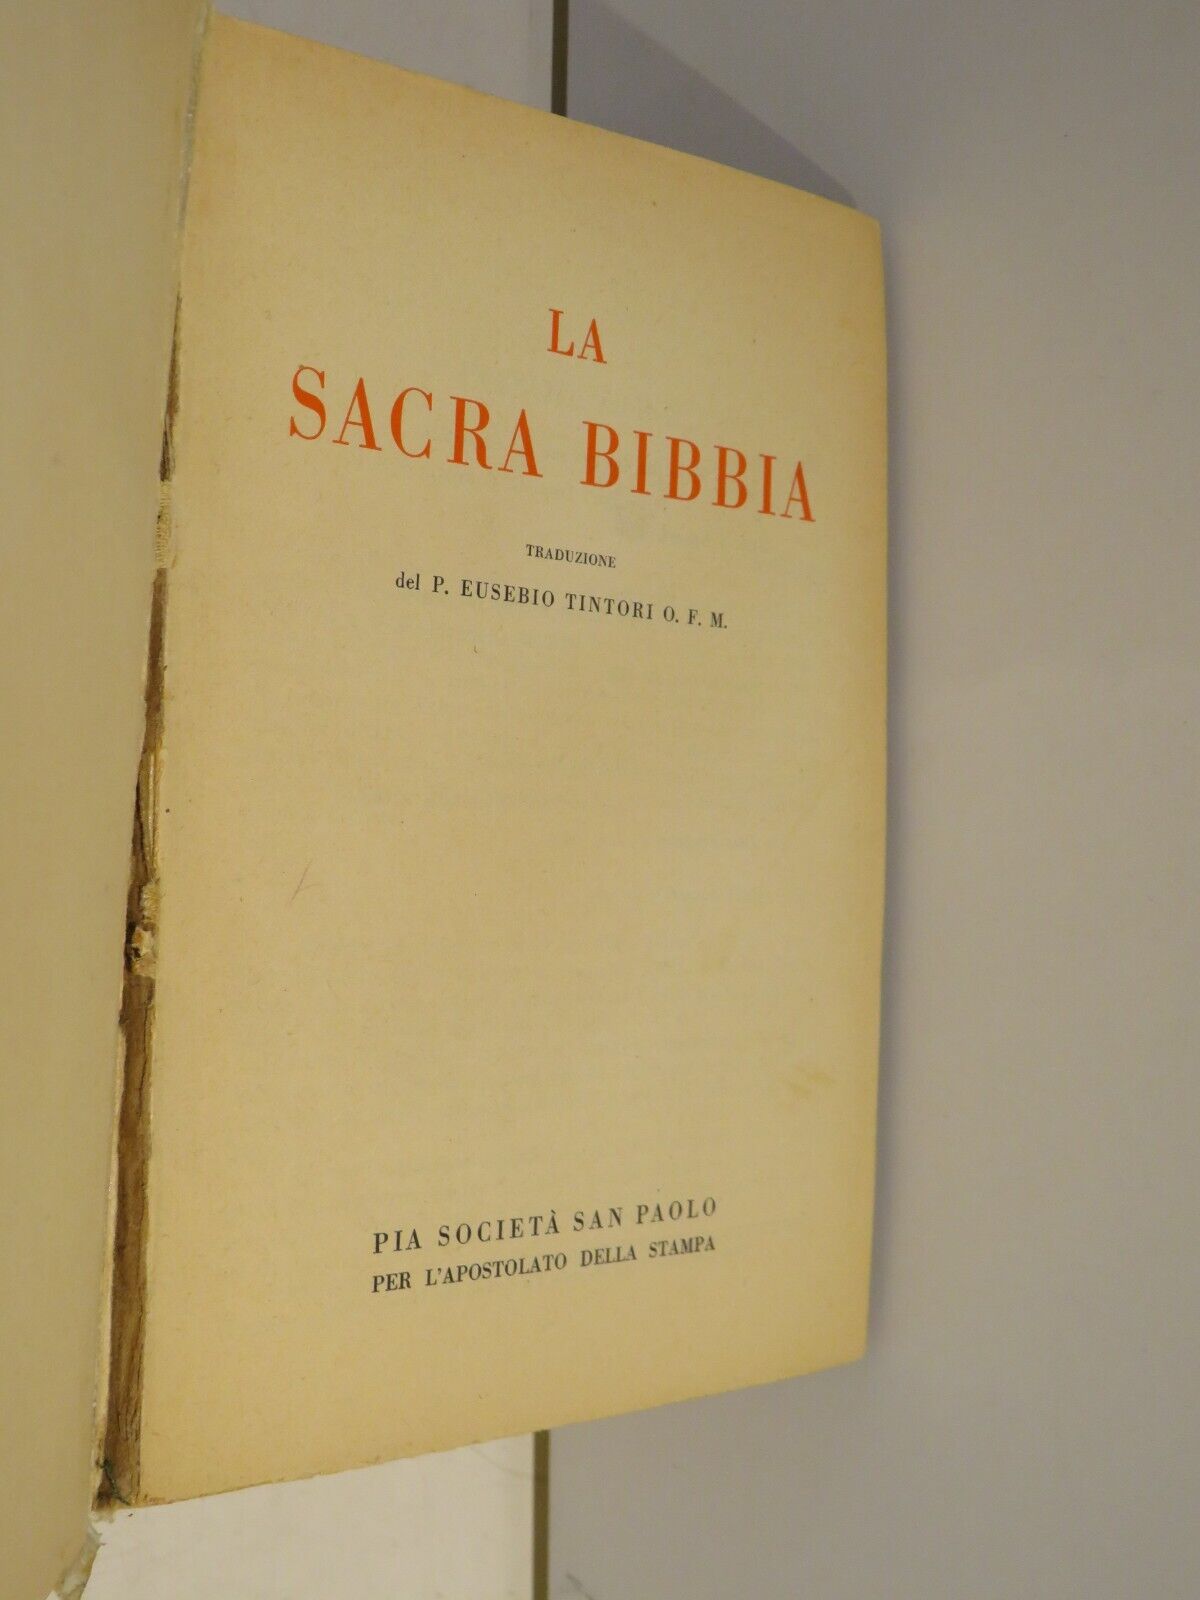 LA
SACRA BIBBIA
TRADUZIONE
del P. EUSEBIO TINTORI O. F. M.
PIA SOCIETÀ SAN PAOLO
PER L'APOSTOLATO DELLA STAMPA